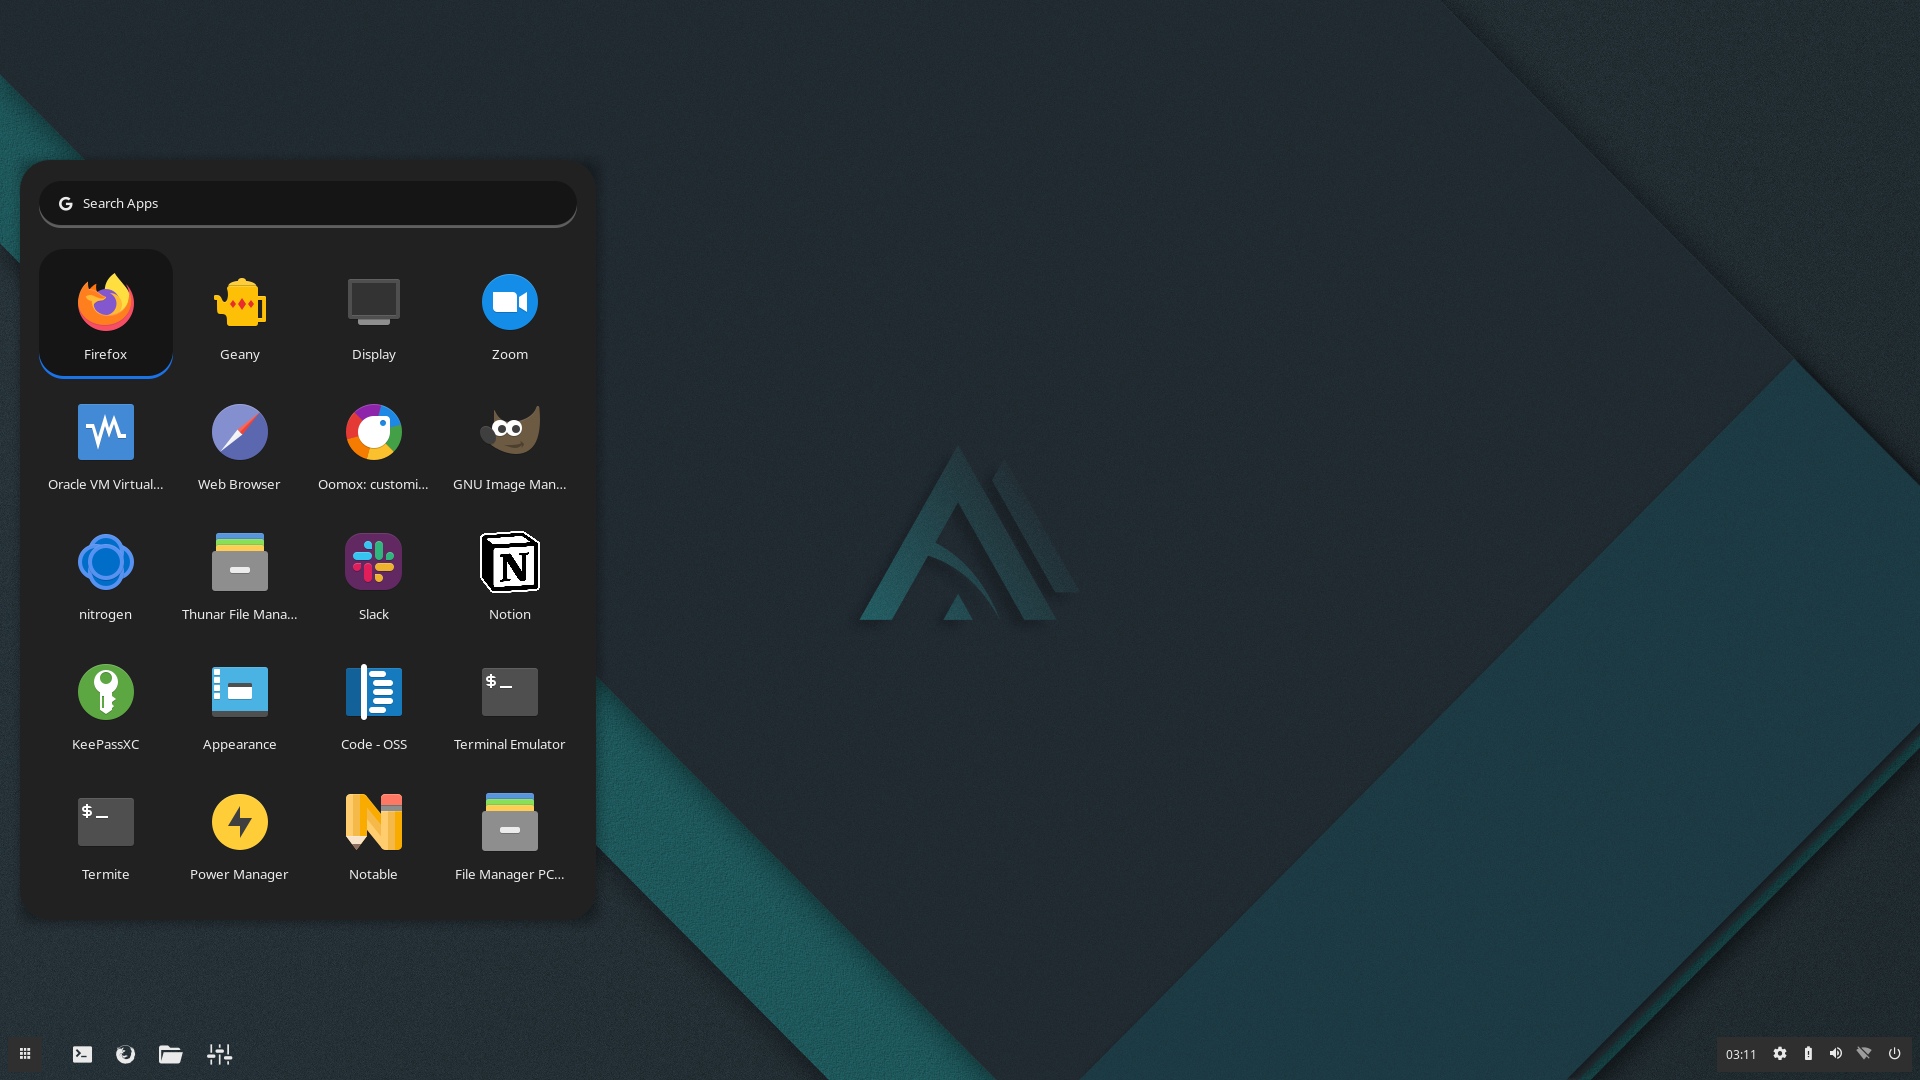 Search Apps
Firefox
Geany
Display
Zoom
Oracle VM Virtual...
Web Browser
Oomox: customi...
GNU Image Man...
nitrogen
Thunar File Mana...
Slack
Notion
KeePassXC
Appearance
Code - OSS
Terminal Emulator
Termite
Power Manager
Notable
File Manager PC...
03:11